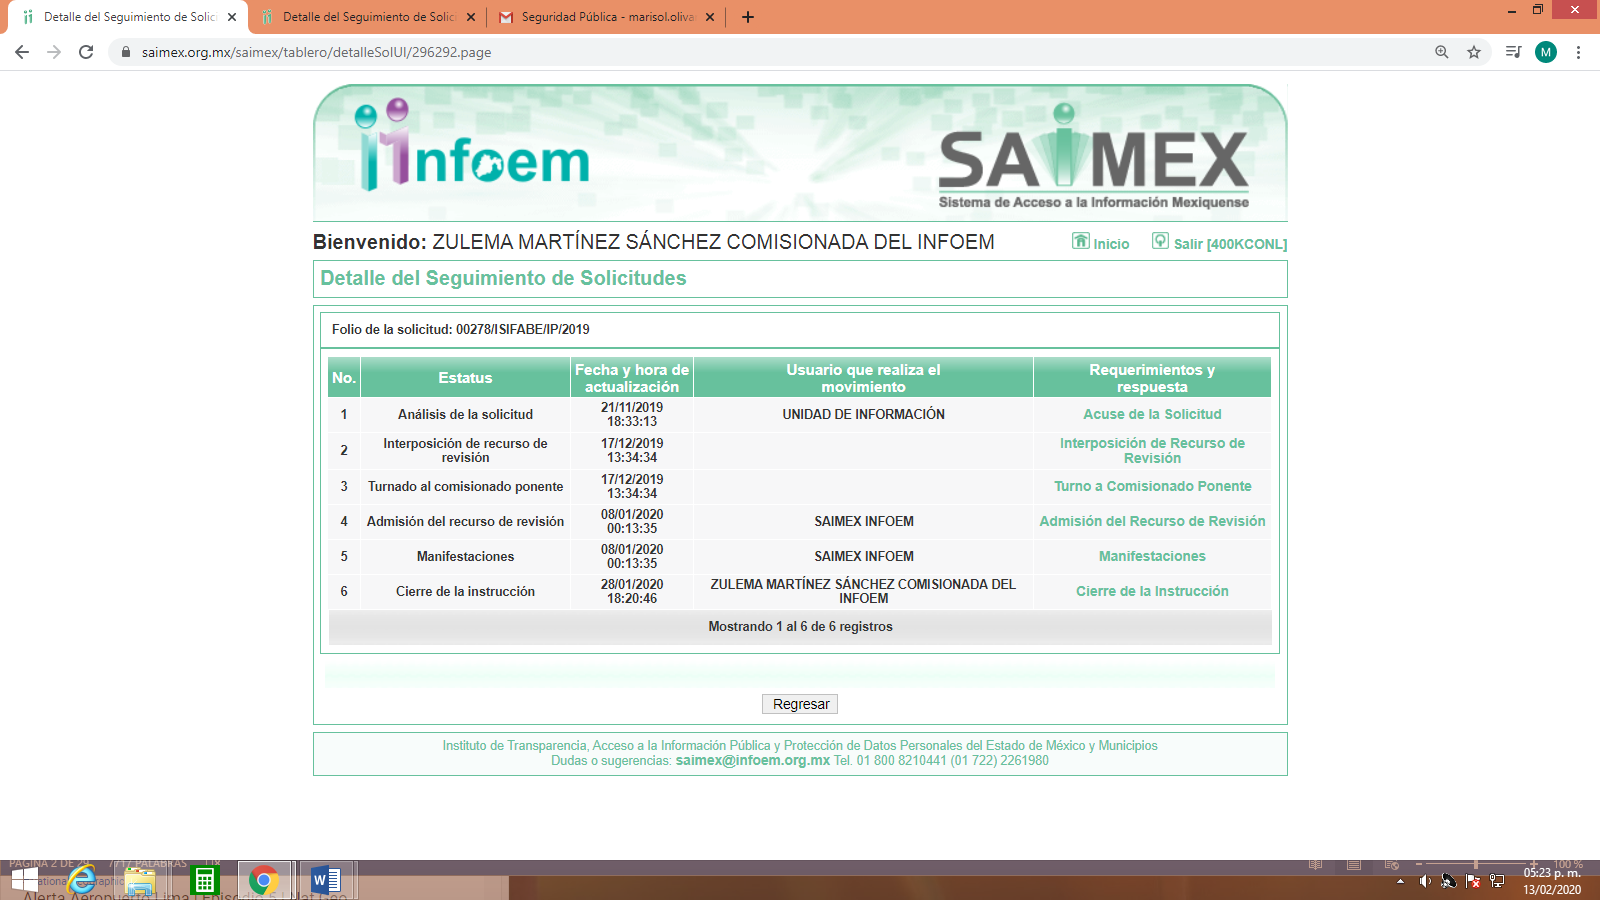 Detalle del Seguimiento de Solici
Detalle del Seguimiento de Solici
Seguridad Pública - marisol.oliva
saimex.org.mx/saimex/tablero/detalleSolUI/296292.page
M
infoem
SAIMEX
Sistema de Acceso a la Información Mexiquense
Bienvenido: ZULEMA MARTÍNEZ SÁNCHEZ COMISIONADA DEL INFOEM
Inicio
Salir [400KCONL]
Detalle del Seguimiento de Solicitudes
Folio de la solicitud: 00278/ISIFABE/IP/2019
No. Estatus Fecha y hora de actualización Usuario que realiza el movimiento Requerimientos y respuesta
1 Análisis de la solicitud 21/11/2019 18:33:13 UNIDAD DE INFORMACIÓN Acuse de la Solicitud
2 Interposición de recurso de revisión 17/12/2019 13:34:34 Interposición de Recurso de Revisión
3 Turnado al comisionado ponente 17/12/2019 13:34:34 Turno a Comisionado Ponente
4 Admisión del recurso de revisión 08/01/2020 00:13:35 SAIMEX INFOEM Admisión del Recurso de Revisión
5 Manifestaciones 08/01/2020 00:13:35 SAIMEX INFOEM Manifestaciones
6 Cierre de la instrucción 28/01/2020 18:20:46 ZULEMA MARTÍNEZ SÁNCHEZ COMISIONADA DEL INFOEM Cierre de la Instrucción
Mostrando 1 al 6 de 6 registros
Regresar
Instituto de Transparencia, Acceso a la Información Pública y Protección de Datos Personales del Estado de México y Municipios
Dudas o sugerencias: saimex@infoem.org.mx Tel. 01 800 8210441 (01 722) 2261980
PÁGINA 2 DE 29 7717 PALABRAS
100 %
05:23 p. m.
13/02/2020